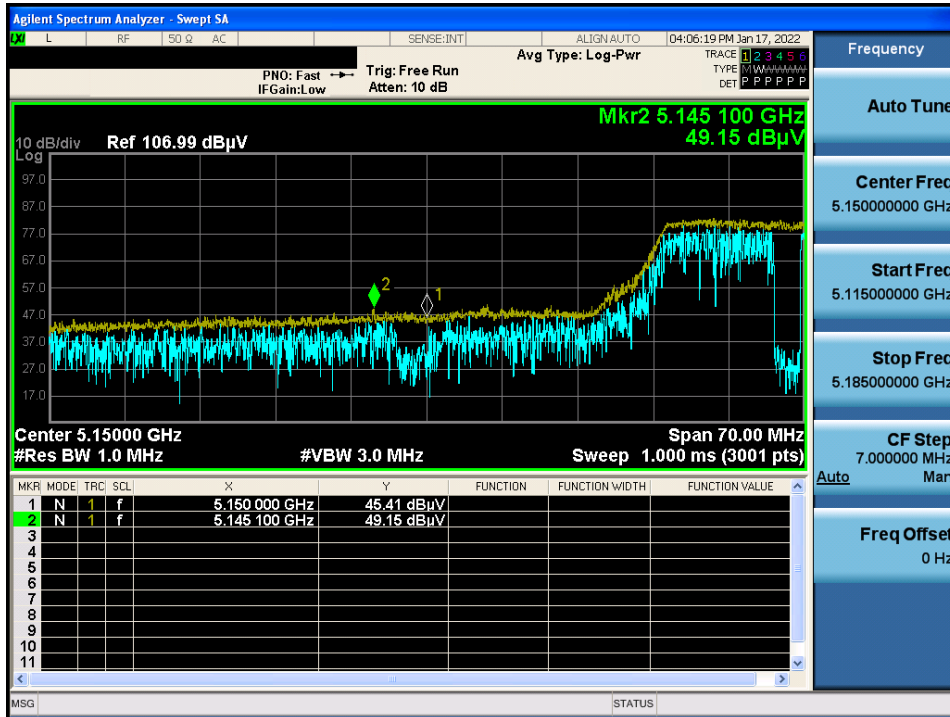 Agilent Spectrum Analyzer - Swept SA
LXI L RF 50 Ω AC SENSE:INT ALIGN AUTO 04:06:19 PM Jan 17, 2022
PNO: Fast Trig: Free Run Avg Type: Log-Pwr TRACE 1 2 3 4 5 6
IFGain:Low Atten: 10 dB TYPE MWWWWW
DET P P P P P P
Mkr2 5.145 100 GHz
49.15 dBµV
10 dB/div Ref 106.99 dBµV
Log
97.0
87.0
77.0
67.0
57.0
47.0
37.0
27.0
17.0
2
1
Center 5.15000 GHz Span 70.00 MHz
#Res BW 1.0 MHz #VBW 3.0 MHz Sweep 1.000 ms (3001 pts)
MKR MODE TRC SCL X Y FUNCTION FUNCTION WIDTH FUNCTION VALUE
1 N 1 f 5.150 000 GHz 45.41 dBµV
2 N 1 f 5.145 100 GHz 49.15 dBµV
3
4
5
6
7
8
9
10
11
MSG STATUS
Frequency
Auto Tune
Center Freq
5.150000000 GHz
Start Freq
5.115000000 GHz
Stop Freq
5.185000000 GHz
CF Step
7.000000 MHz
Auto Man
Freq Offset
0 Hz